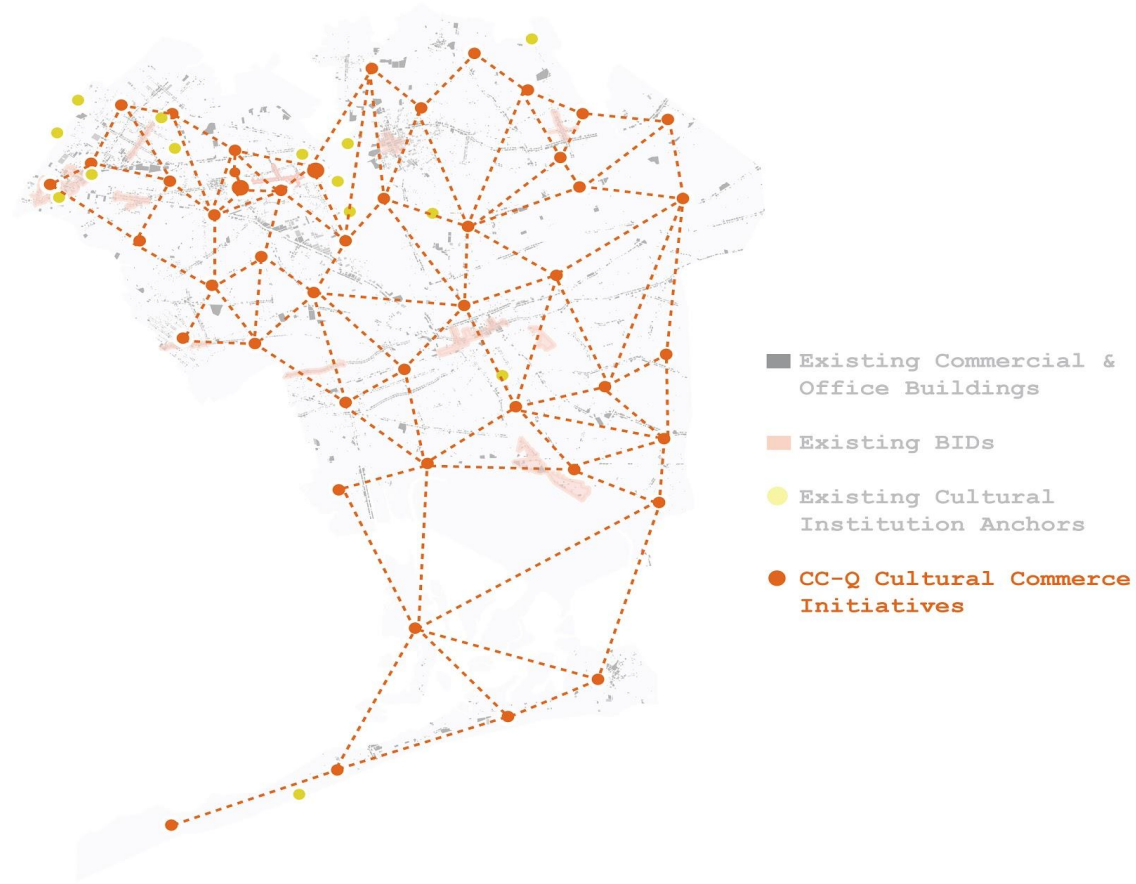 Existing Commercial &
Office Buildings
Existing BIDs
Existing Cultural
Institution Anchors
CC-Q Cultural Commerce
Initiatives